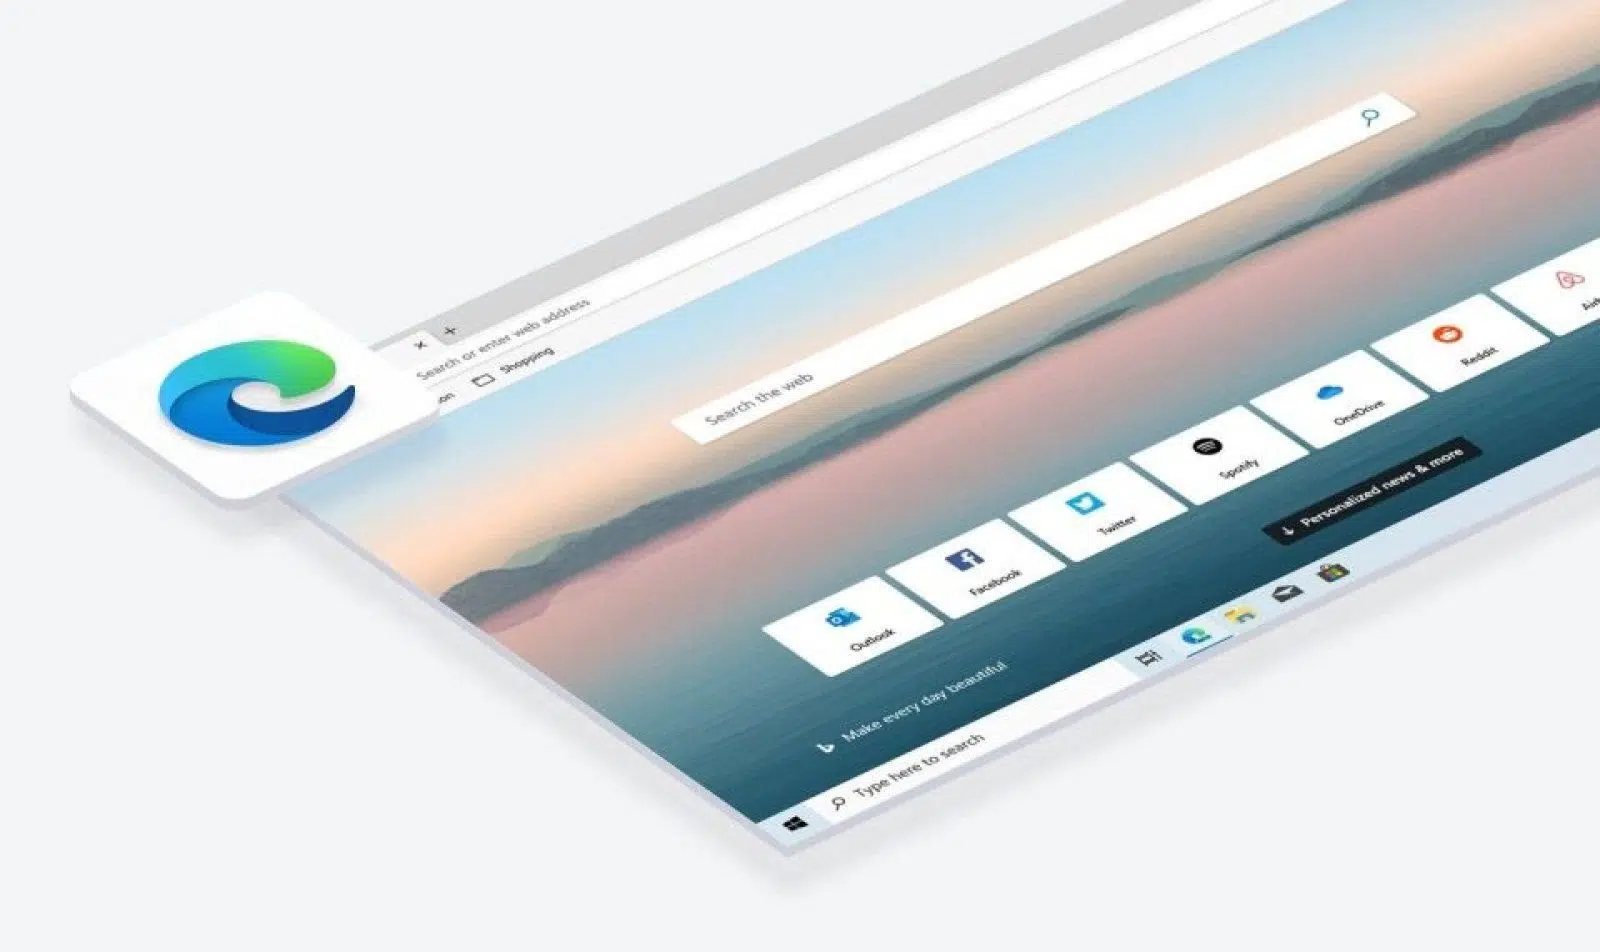 Search or enter web address
on
Shopping
Search the web
Outlook
Facebook
Twitter
Spotify
OneDrive
Reddit
Personalized news & more
Make every day beautiful
Type here to search